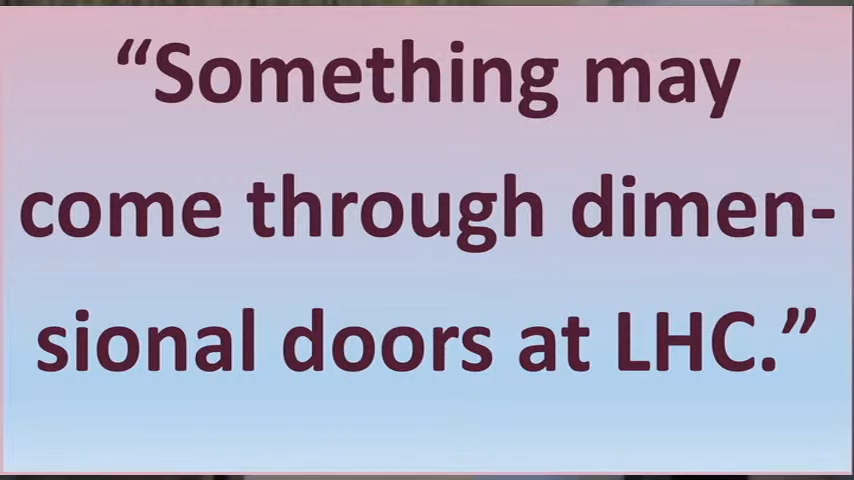 “Something may
come through dimen-
sional doors at LHC.”